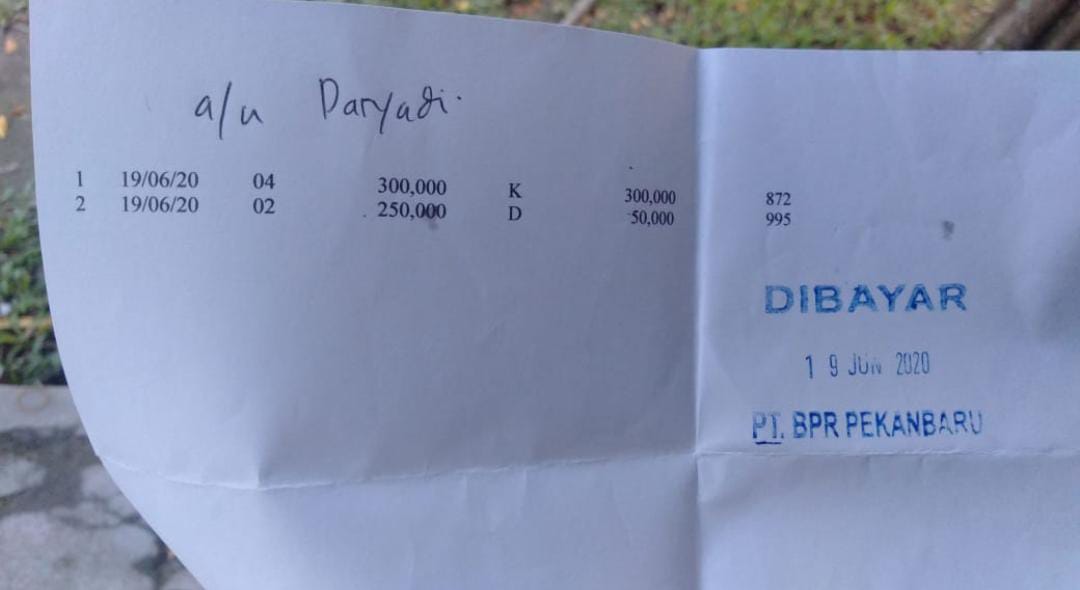 a/n Daryadi.
1 19/06/20 04 300,000 K 300,000 872
2 19/06/20 02 250,000 D 50,000 995
DIBAYAR
19 JUN 2020
PT. BPR PEKANBARU